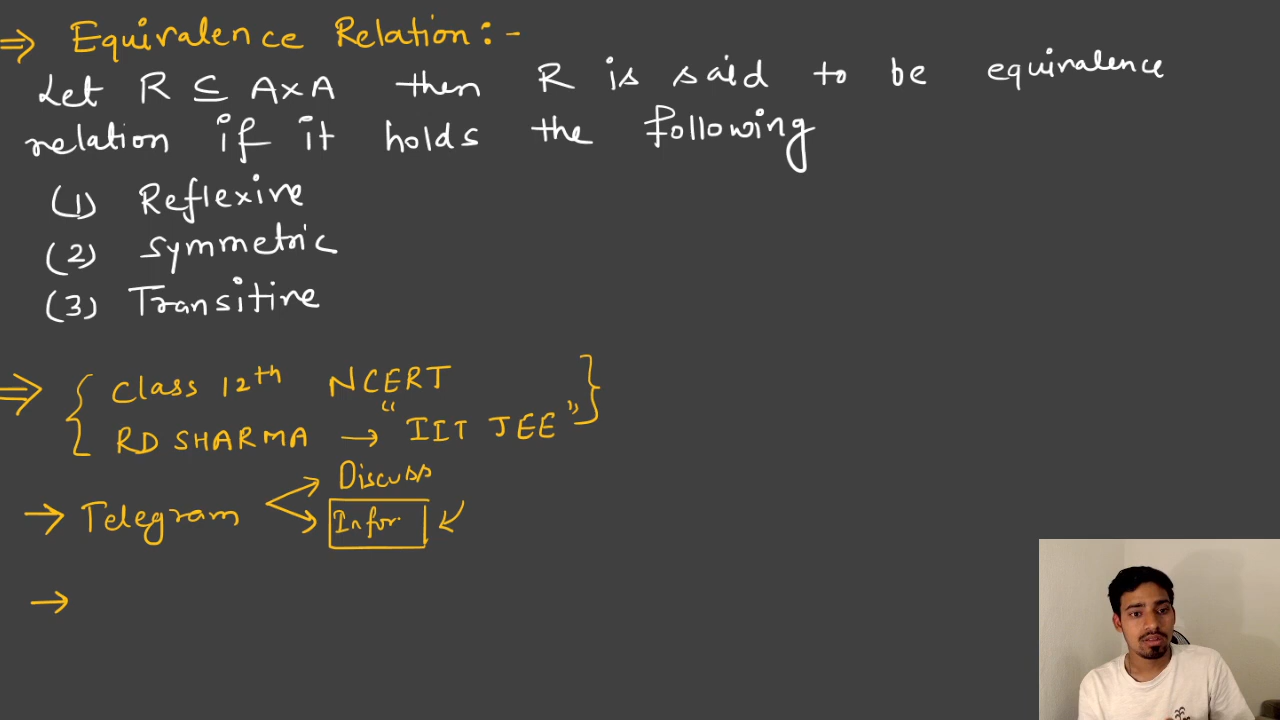 ⇒ Equivalence Relation:-
Let R ⊆ A×A then R is said to be equivalence
relation if it holds the following
(1) Reflexive
(2) Symmetric
(3) Transitive
⇒ { Class 12th NCERT
RD SHARMA → "IIT JEE" }
→ Telegram
Discuss
Infor.
→